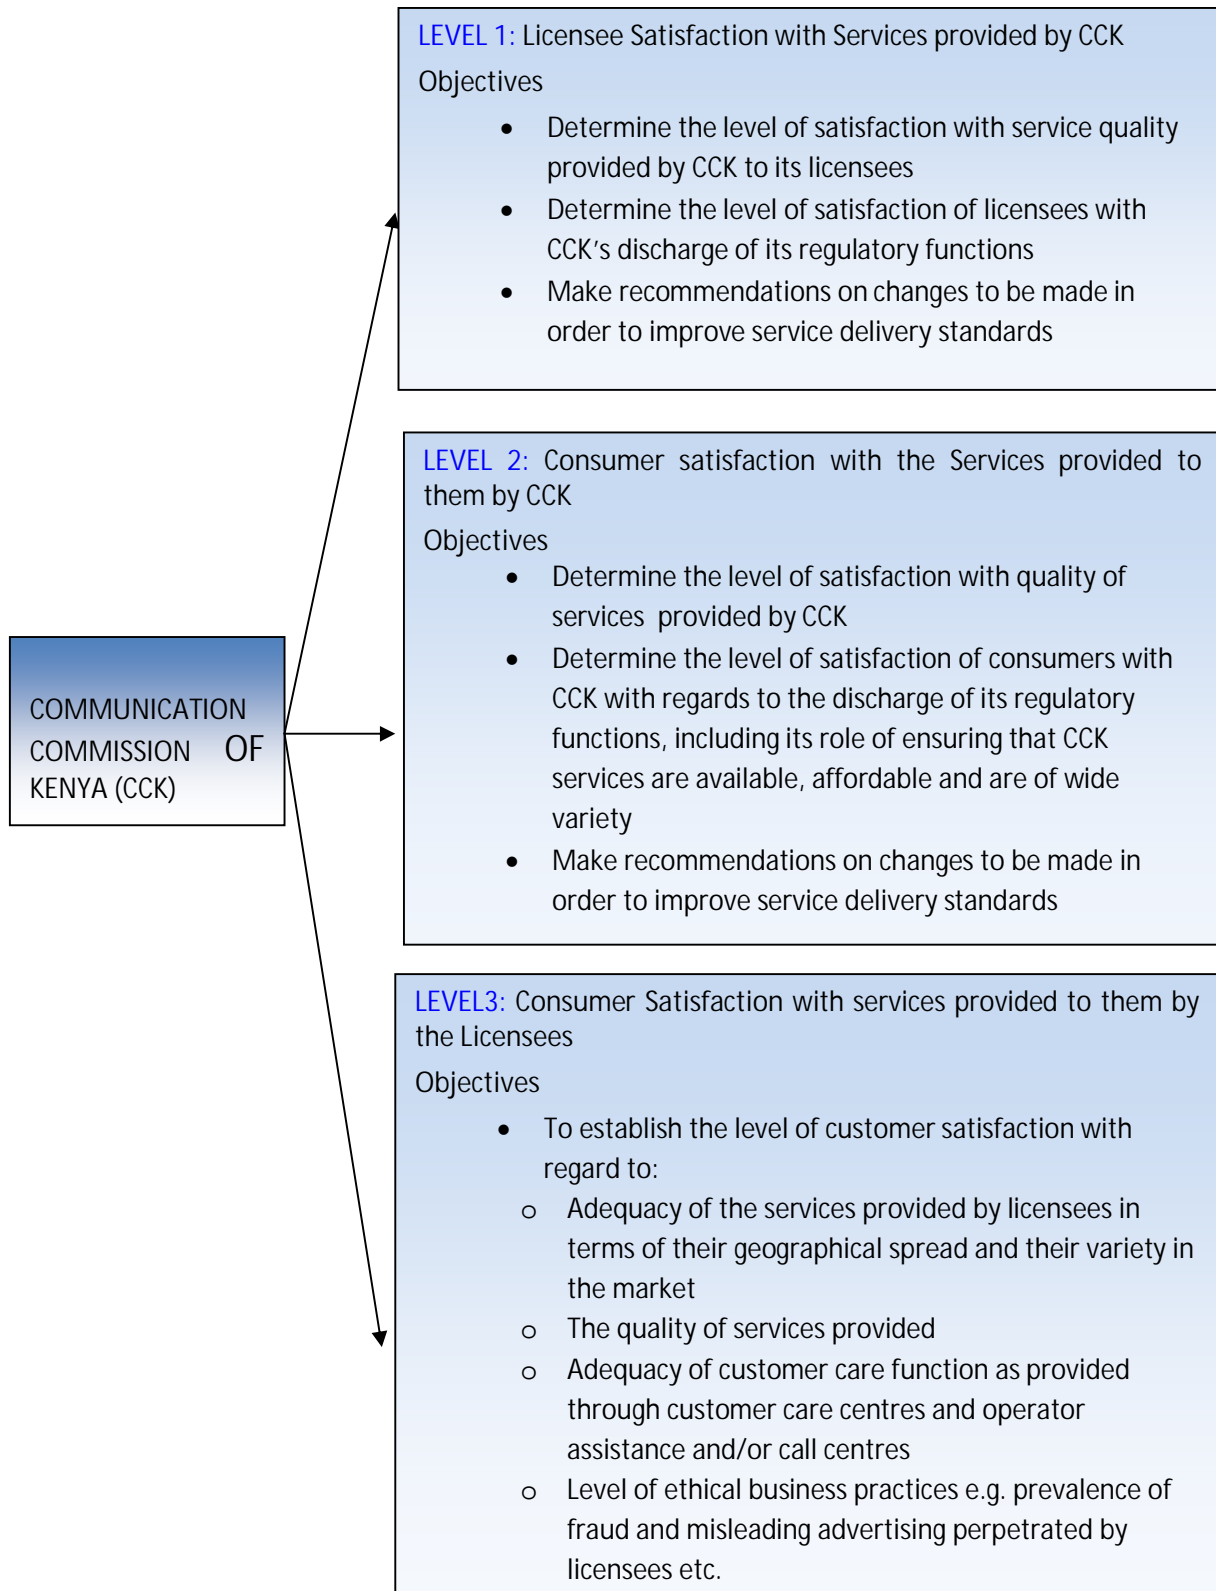 LEVEL 1: Licensee Satisfaction with Services provided by CCK
Objectives
• Determine the level of satisfaction with service quality
provided by CCK to its licensees
• Determine the level of satisfaction of licensees with
CCK's discharge of its regulatory functions
• Make recommendations on changes to be made in
order to improve service delivery standards
LEVEL 2: Consumer satisfaction with the Services provided to
them by CCK
Objectives
• Determine the level of satisfaction with quality of
services provided by CCK
• Determine the level of satisfaction of consumers with
CCK with regards to the discharge of its regulatory
functions, including its role of ensuring that CCK
services are available, affordable and are of wide
variety
• Make recommendations on changes to be made in
order to improve service delivery standards
COMMUNICATION
COMMISSION OF
KENYA (CCK)
LEVEL3: Consumer Satisfaction with services provided to them by
the Licensees
Objectives
• To establish the level of customer satisfaction with
regard to:
o Adequacy of the services provided by licensees in
terms of their geographical spread and their variety in
the market
o The quality of services provided
o Adequacy of customer care function as provided
through customer care centres and operator
assistance and/or call centres
o Level of ethical business practices e.g. prevalence of
fraud and misleading advertising perpetrated by
licensees etc.